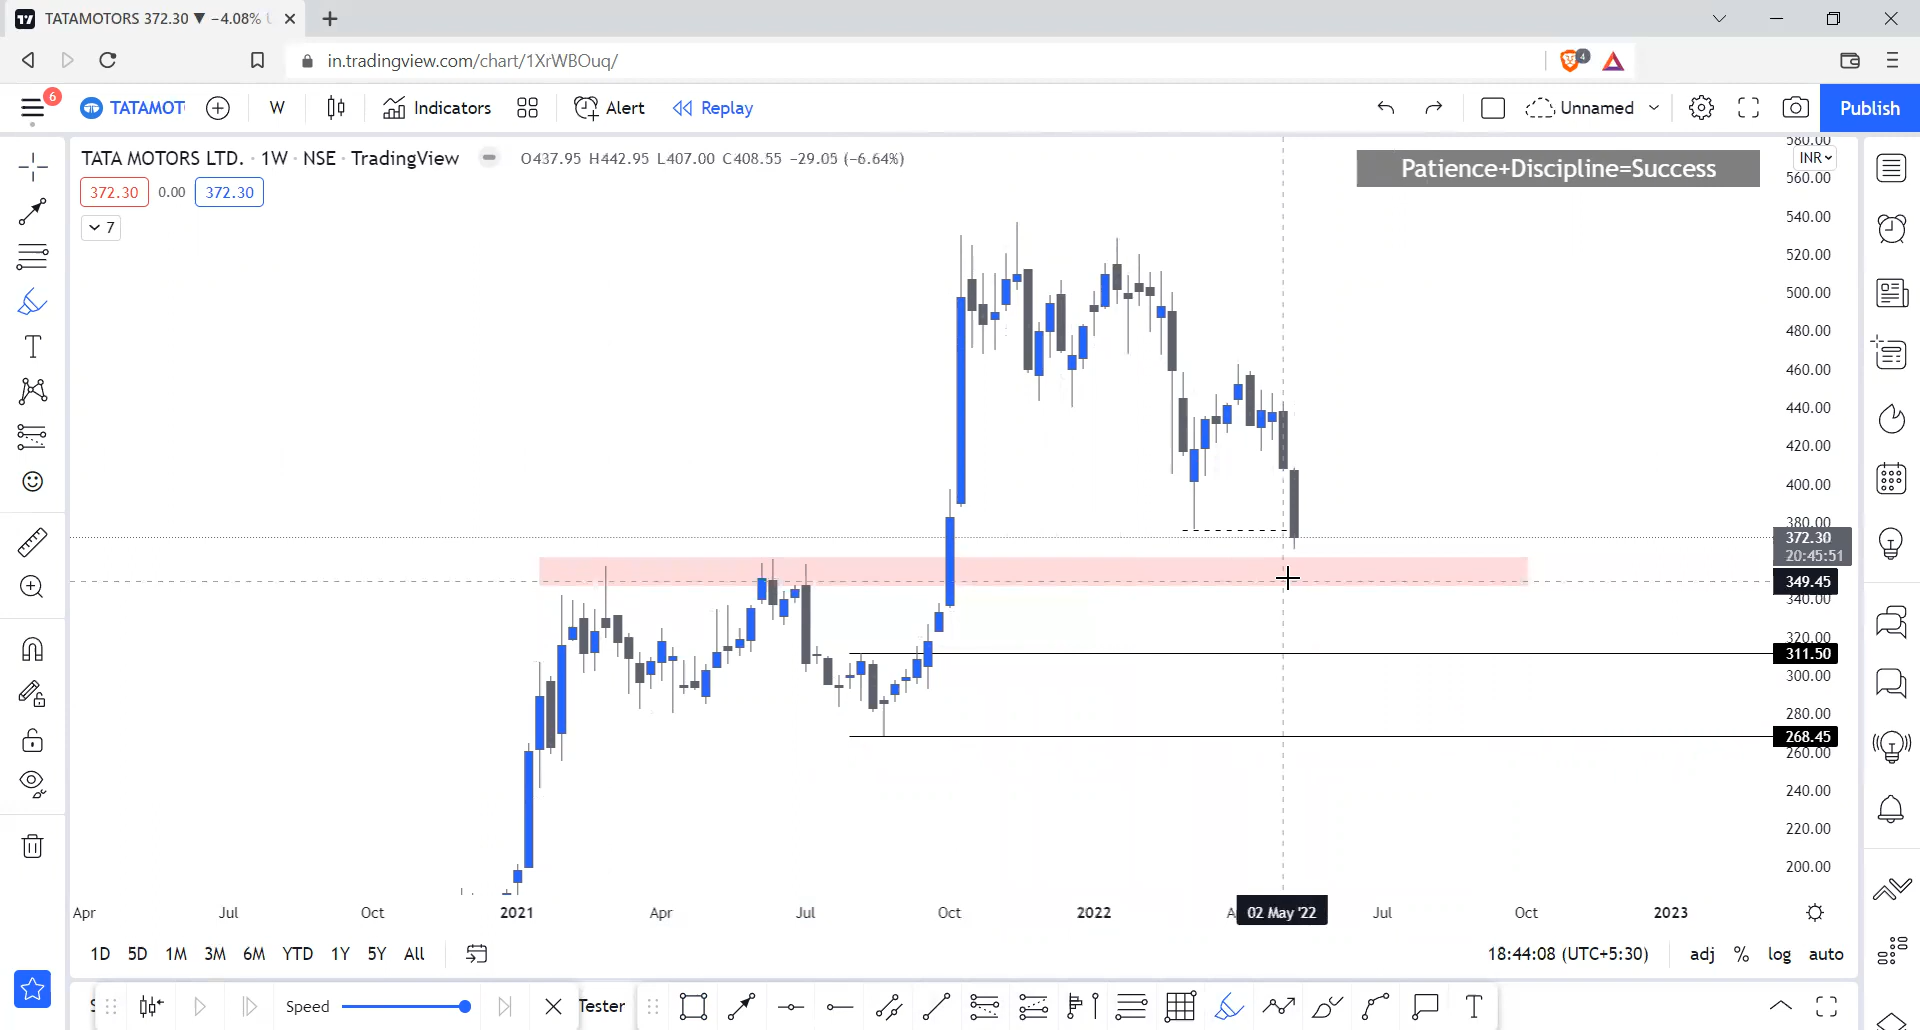 TATAMOTORS 372.30 ▼ −4.08%
in.tradingview.com/chart/1XrWBOuq/
4
6
TATAMOT
W
Indicators
Alert
Replay
Unnamed
Publish
TATA MOTORS LTD. · 1W · NSE · TradingView
O437.95 H442.95 L407.00 C408.55 −29.05 (−6.64%)
Patience+Discipline=Success
INR
372.30 0.00 372.30
7
580.00
560.00
540.00
520.00
500.00
480.00
460.00
440.00
420.00
400.00
380.00
372.30
20:45:51
349.45
340.00
320.00
311.50
300.00
280.00
268.45
260.00
240.00
220.00
200.00
Apr Jul Oct 2021 Apr Jul Oct 2022 02 May '22 Jul Oct 2023
1D 5D 1M 3M 6M YTD 1Y 5Y All
18:44:08 (UTC+5:30) adj % log auto
Speed
Tester